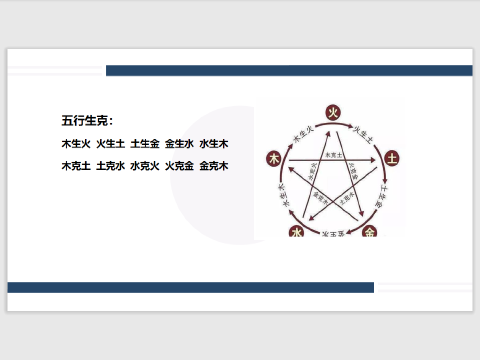 五行生克：
木生火 火生土 土生金 金生水 水生木
木克土 土克水 水克火 火克金 金克木
火
木生火
火生土
木
木克土
土
水克火
火克金
金克木
土克水
水生木
土生金
水
金生水
金